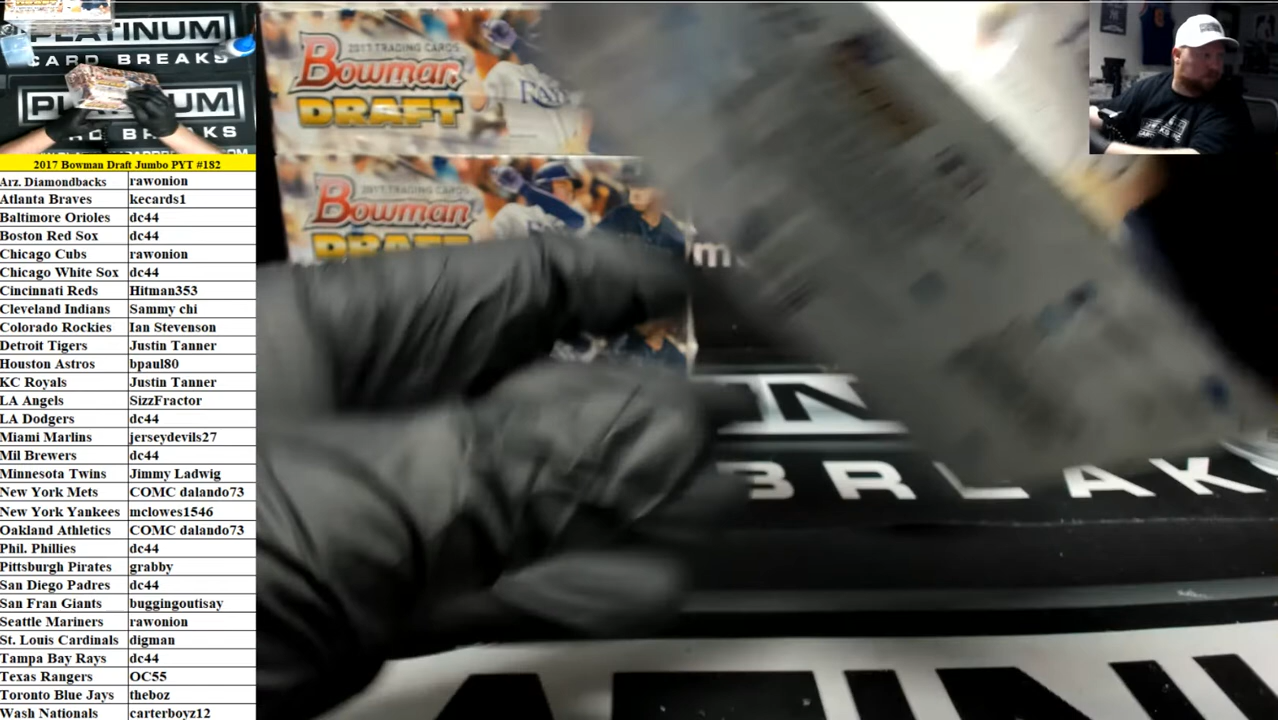 PLATINUM
CARD BREAKS
PLATINUM
2017 Bowman Draft Jumbo PYT #182
Arz. Diamondbacks rawonion
Atlanta Braves kecards1
Baltimore Orioles dc44
Boston Red Sox dc44
Chicago Cubs rawonion
Chicago White Sox dc44
Cincinnati Reds Hitman353
Cleveland Indians Sammy chi
Colorado Rockies Ian Stevenson
Detroit Tigers Justin Tanner
Houston Astros bpaul80
KC Royals Justin Tanner
LA Angels SizzFractor
LA Dodgers dc44
Miami Marlins jerseydevils27
Mil Brewers dc44
Minnesota Twins Jimmy Ladwig
New York Mets COMC dalando73
New York Yankees mclowes1546
Oakland Athletics COMC dalando73
Phil. Phillies dc44
Pittsburgh Pirates grabby
San Diego Padres dc44
San Fran Giants buggingoutisay
Seattle Mariners rawonion
St. Louis Cardinals digman
Tampa Bay Rays dc44
Texas Rangers OC55
Toronto Blue Jays theboz
Wash Nationals carterboyz12
2017 TRADING CARDS
Bowman
DRAFT
2017 TRADING CARDS
Bowman
DRAFT
BREAK